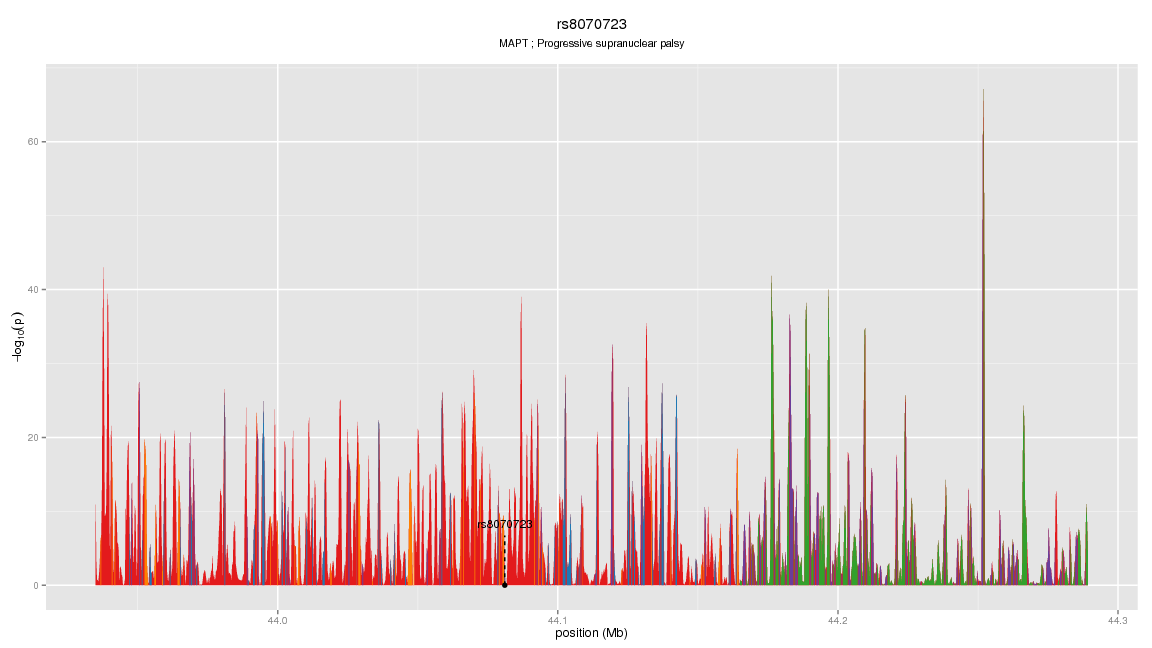 rs8070723
MAPT ; Progressive supranuclear palsy
60
40
20
0
−log10(p)
rs8070723
44.0
44.1
44.2
44.3
position (Mb)